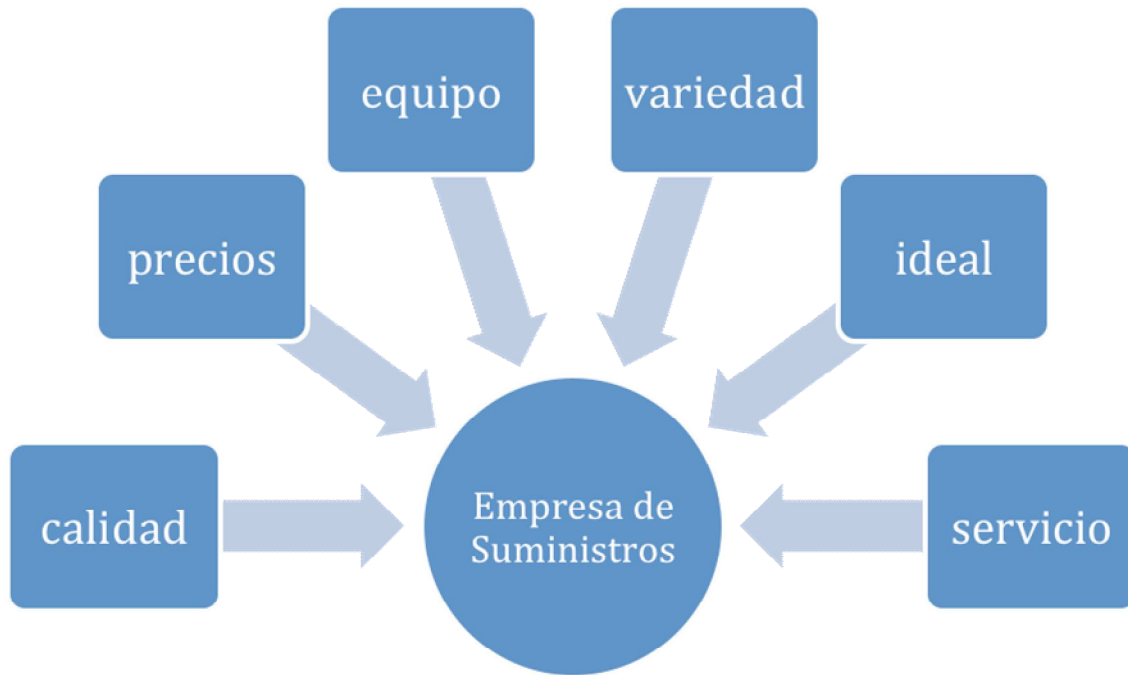 equipo
variedad
precios
ideal
calidad
Empresa de
Suministros
servicio